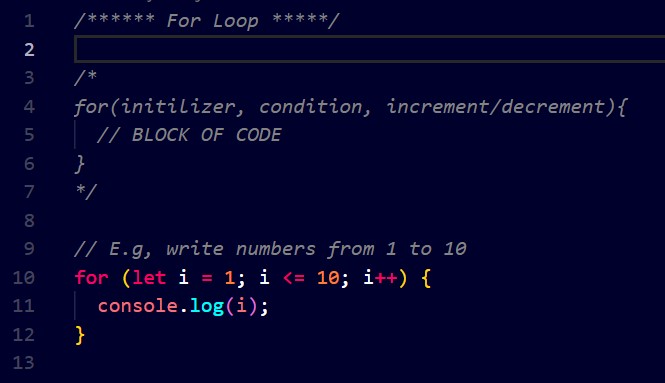 1 /****** For Loop *****/
2
3 /*
4 for(initilizer, condition, increment/decrement){
5 // BLOCK OF CODE
6 }
7 */
8
9 // E.g, write numbers from 1 to 10
10 for (let i = 1; i <= 10; i++) {
11 console.log(i);
12 }
13